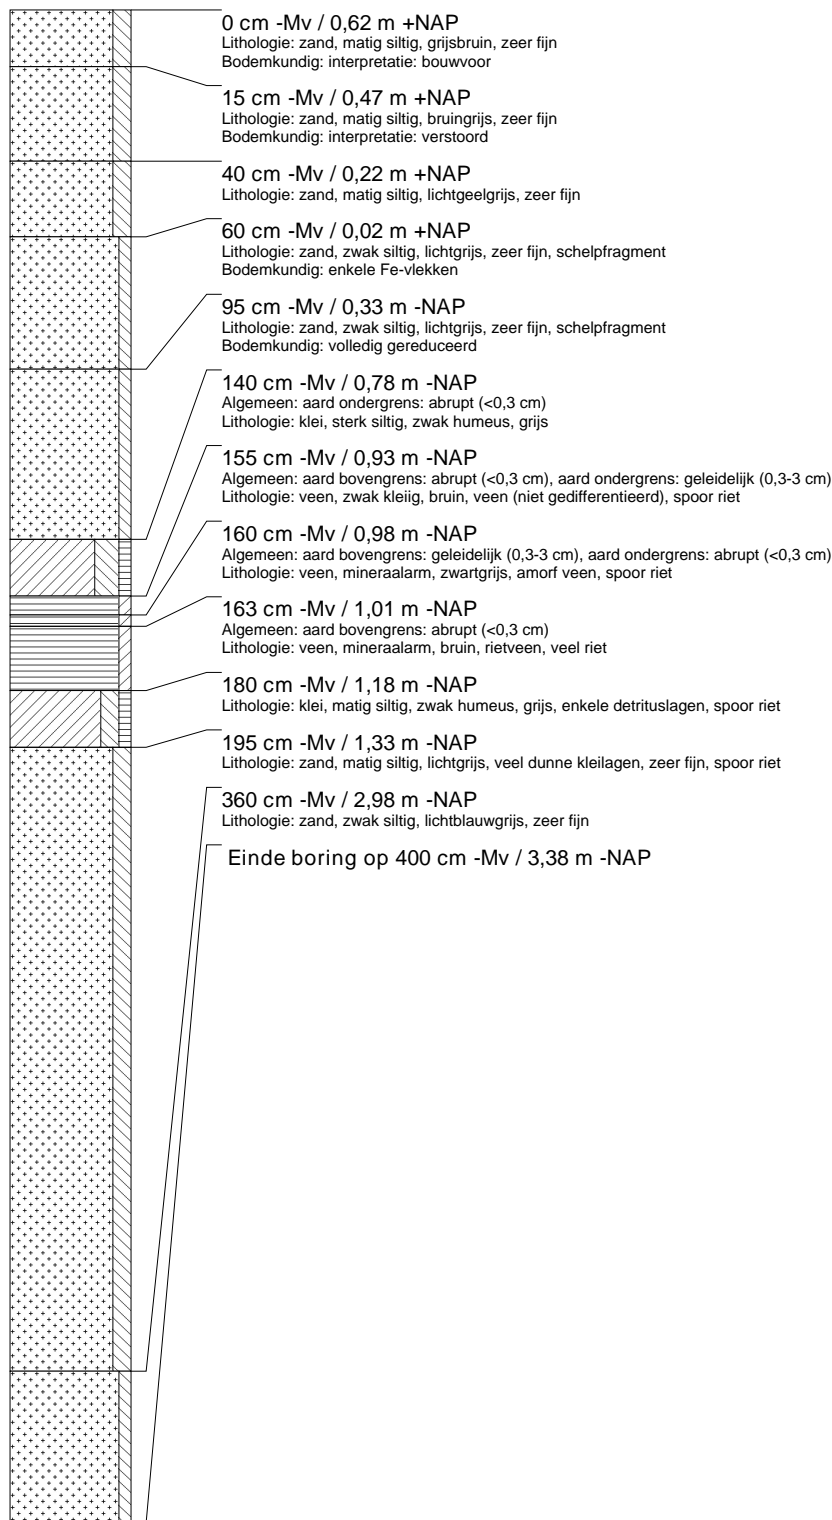 0 cm -Mv / 0,62 m +NAP
Lithologie: zand, matig siltig, grijsbruin, zeer fijn
Bodemkundig: interpretatie: bouwvoor
15 cm -Mv / 0,47 m +NAP
Lithologie: zand, matig siltig, bruingrijs, zeer fijn
Bodemkundig: interpretatie: verstoord
40 cm -Mv / 0,22 m +NAP
Lithologie: zand, matig siltig, lichtgeelgrijs, zeer fijn
60 cm -Mv / 0,02 m +NAP
Lithologie: zand, zwak siltig, lichtgrijs, zeer fijn, schelpfragment
Bodemkundig: enkele Fe-vlekken
95 cm -Mv / 0,33 m -NAP
Lithologie: zand, zwak siltig, lichtgrijs, zeer fijn, schelpfragment
Bodemkundig: volledig gereduceerd
140 cm -Mv / 0,78 m -NAP
Algemeen: aard ondergrens: abrupt (<0,3 cm)
Lithologie: klei, sterk siltig, zwak humeus, grijs
155 cm -Mv / 0,93 m -NAP
Algemeen: aard bovengrens: abrupt (<0,3 cm), aard ondergrens: geleidelijk (0,3-3 cm)
Lithologie: veen, zwak kleiig, bruin, veen (niet gedifferentieerd), spoor riet
160 cm -Mv / 0,98 m -NAP
Algemeen: aard bovengrens: geleidelijk (0,3-3 cm), aard ondergrens: abrupt (<0,3 cm)
Lithologie: veen, mineraalarm, zwartgrijs, amorf veen, spoor riet
163 cm -Mv / 1,01 m -NAP
Algemeen: aard bovengrens: abrupt (<0,3 cm)
Lithologie: veen, mineraalarm, bruin, rietveen, veel riet
180 cm -Mv / 1,18 m -NAP
Lithologie: klei, matig siltig, zwak humeus, grijs, enkele detrituslagen, spoor riet
195 cm -Mv / 1,33 m -NAP
Lithologie: zand, matig siltig, lichtgrijs, veel dunne kleilagen, zeer fijn, spoor riet
360 cm -Mv / 2,98 m -NAP
Lithologie: zand, zwak siltig, lichtblauwgrijs, zeer fijn
Einde boring op 400 cm -Mv / 3,38 m -NAP